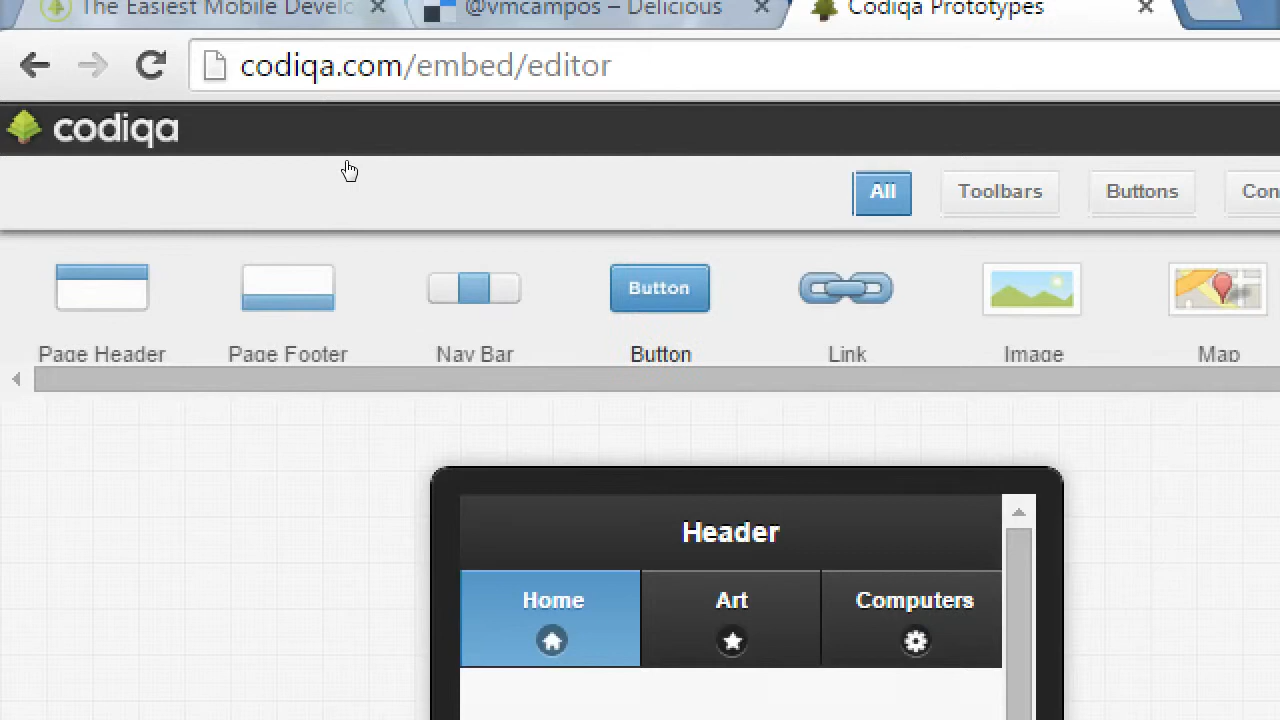 The Easiest Mobile Develo
@vmcampos – Delicious
Codiqa Prototypes
codiqa.com/embed/editor
codiqa
All
Toolbars
Buttons
Con
Button
Page Header
Page Footer
Nav Bar
Button
Link
Image
Map
Header
Home
Art
Computers